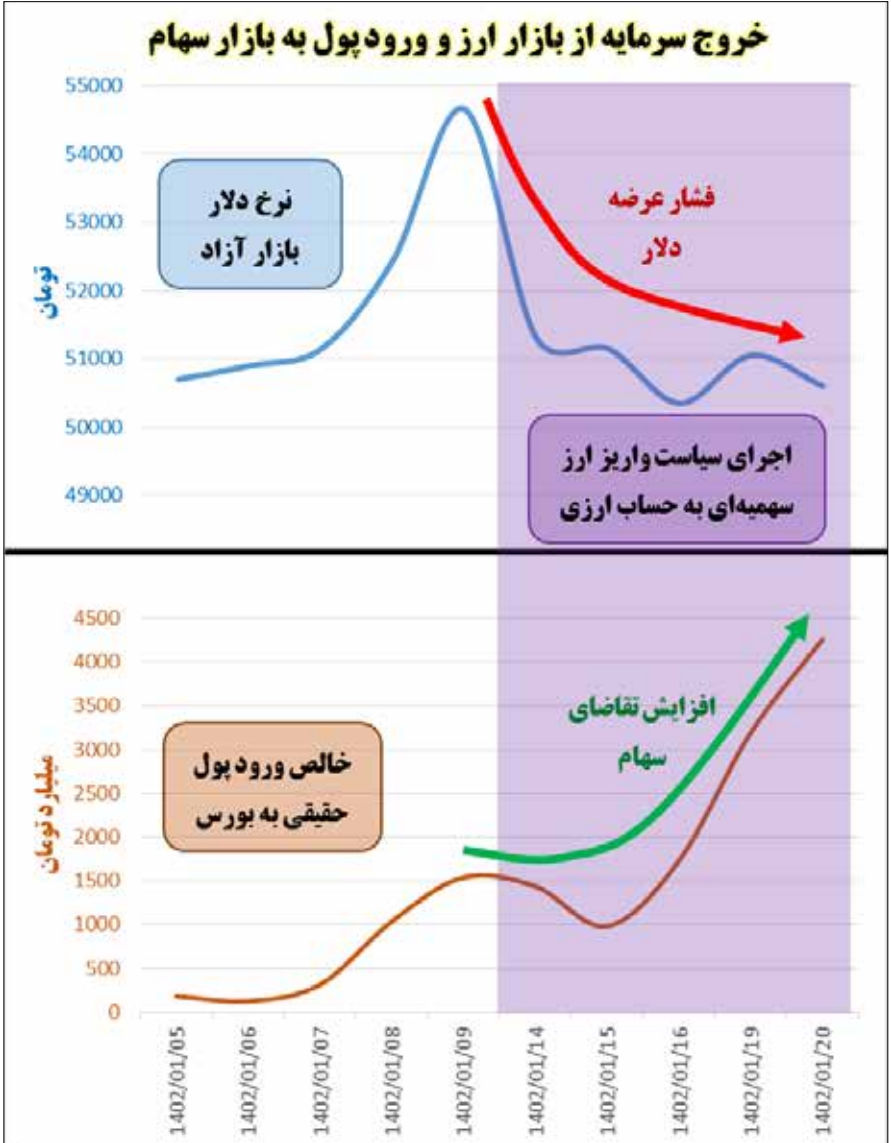 خروج سرمایه از بازار ارز و ورود پول به بازار سهام
55000
54000
53000
52000
51000
50000
49000
تومان
نرخ دلار
بازار آزاد
فشار عرضه
دلار
اجرای سیاست واریز ارز
سهمیه‌ای به حساب ارزی
4500
4000
3500
3000
2500
2000
1500
1000
500
0
میلیارد تومان
خالص ورود پول
حقیقی به بورس
افزایش تقاضای
سهام
1402/01/05
1402/01/06
1402/01/07
1402/01/08
1402/01/09
1402/01/14
1402/01/15
1402/01/16
1402/01/19
1402/01/20